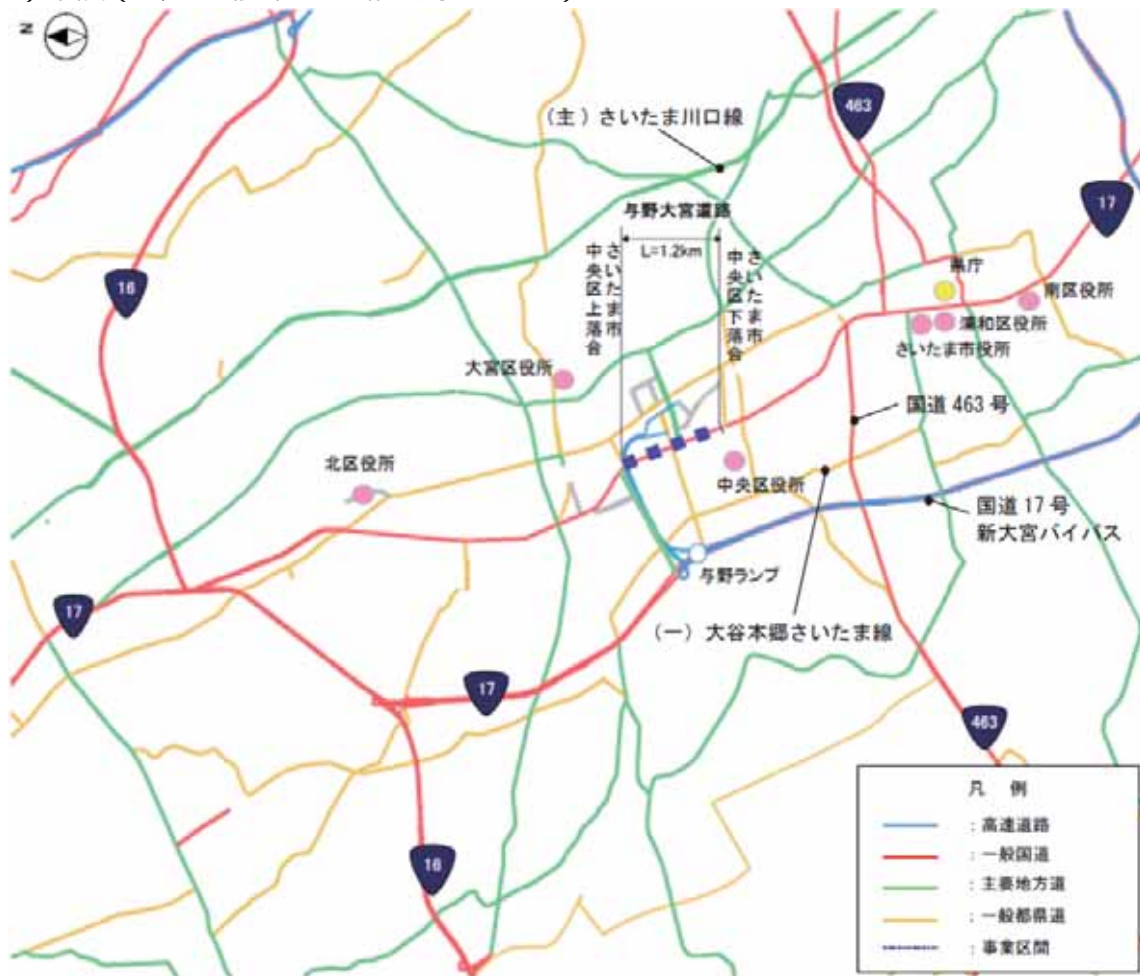 N
463
(主)さいたま川口線
17
与野大宮道路
L=1.2km
さいたま市
中央区上落合
さいたま市
中央区下落合
16
県庁
南区役所
浦和区役所
さいたま市役所
大宮区役所
国道 463 号
北区役所
中央区役所
国道 17 号
新大宮バイパス
与野ランプ
17
(一)大谷本郷さいたま線
17
463
16
凡 例
:高速道路
:一般国道
:主要地方道
:一般都県道
:事業区間